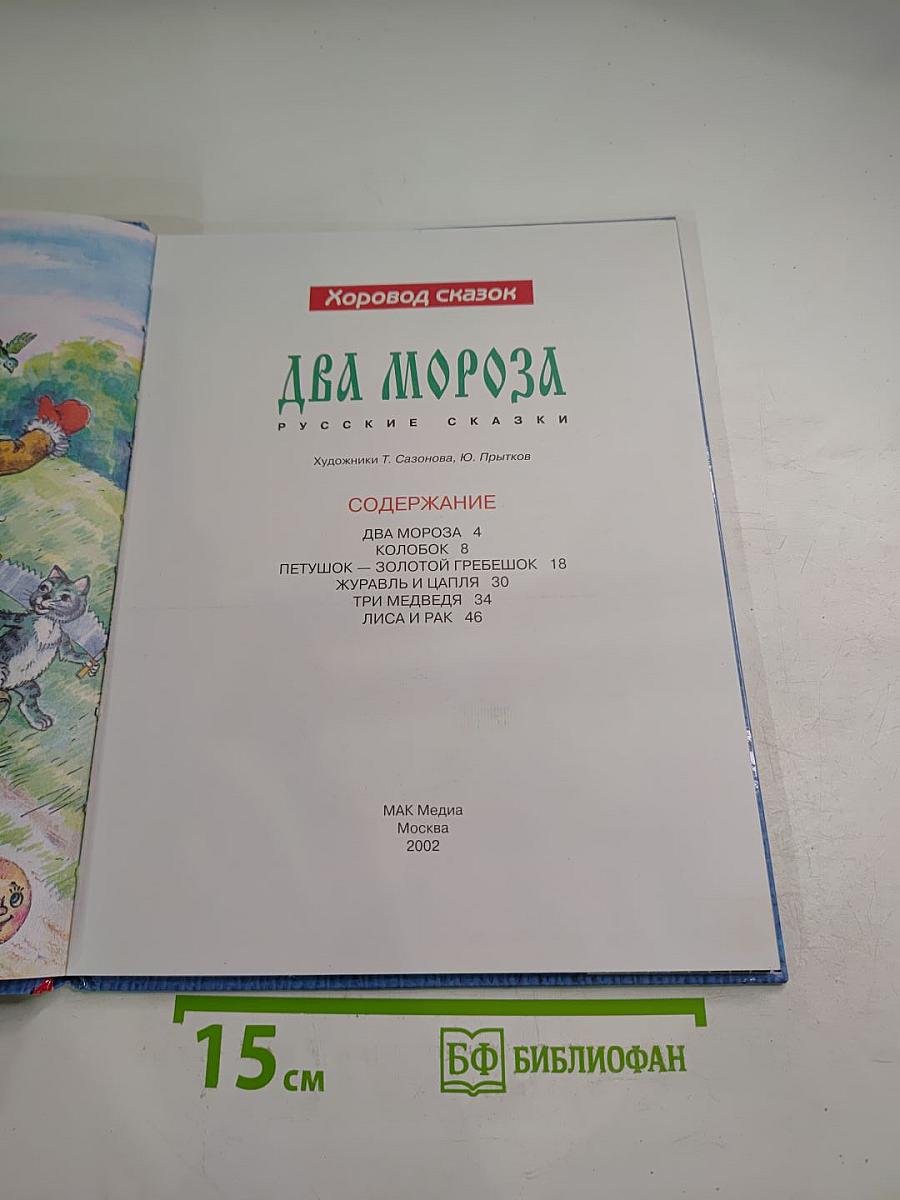 Хоровод сказок
ДВА МОРОЗА
РУССКИЕ СКАЗКИ
Художники Т. Сазонова, Ю. Прытков
СОДЕРЖАНИЕ
ДВА МОРОЗА 4
КОЛОБОК 8
ПЕТУШОК — ЗОЛОТОЙ ГРЕБЕШОК 18
ЖУРАВЛЬ И ЦАПЛЯ 30
ТРИ МЕДВЕДЯ 34
ЛИСА И РАК 46
МАК Медиа
Москва
2002
15 см
БФ БИБЛИОФАН